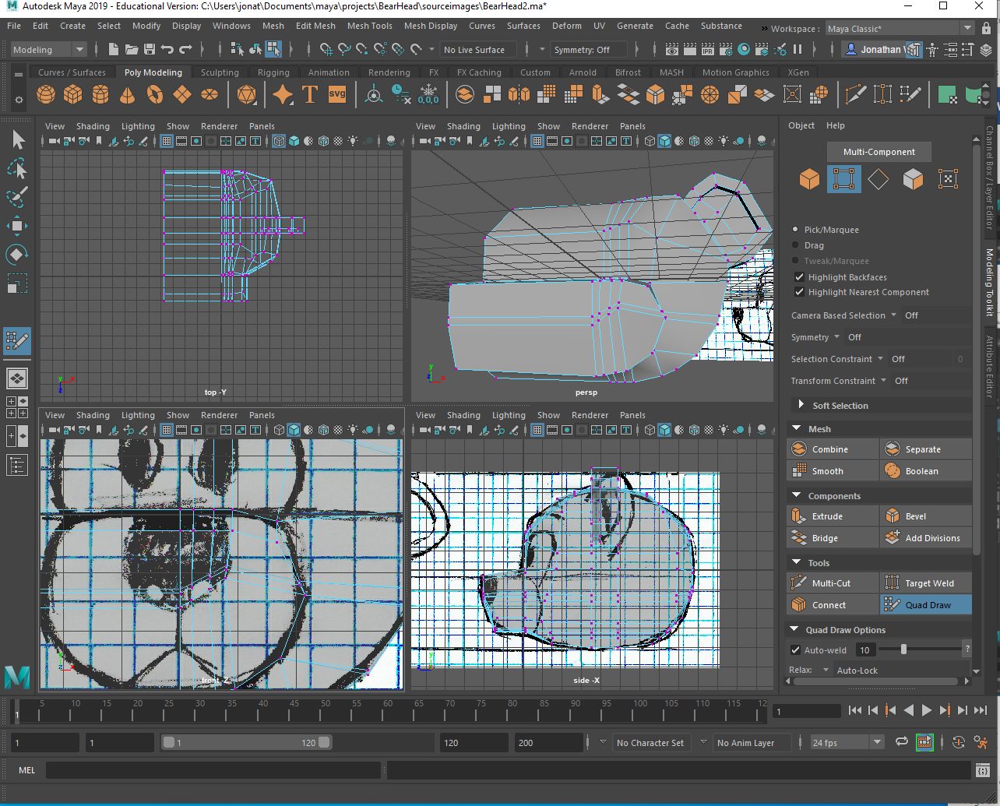 Autodesk Maya 2019 - Educational Version: C:\Users\jonat\Documents\maya\projects\BearHead\sourceimages\BearHead2.ma*
File Edit Create Select Modify Display Windows Mesh Edit Mesh Mesh Tools Mesh Display Curves Surfaces Deform UV Generate Cache Substance » Workspace : Maya Classic*
Modeling No Live Surface Symmetry: Off IPR Jonathan
Curves / Surfaces Poly Modeling Sculpting Rigging Animation Rendering FX FX Caching Custom Arnold Bifrost MASH Motion Graphics XGen
T svg 0,0,0
View Shading Lighting Show Renderer Panels
View Shading Lighting Show Renderer Panels
top -Y
persp
View Shading Lighting Show Renderer Panels
View Shading Lighting Show Renderer Panels
front -Z
side -X
Object Help
Multi-Component
Pick/Marquee
Drag
Tweak/Marquee
Highlight Backfaces
Highlight Nearest Component
Camera Based Selection Off
Symmetry Off
Selection Constraint Off 0
Transform Constraint Off
Soft Selection
Mesh
Combine Separate
Smooth Boolean
Components
Extrude Bevel
Bridge Add Divisions
Tools
Multi-Cut Target Weld
Connect Quad Draw
Quad Draw Options
Auto-weld 10 ?
Relax: Auto-Lock
Channel Box / Layer Editor
Modeling Toolkit
Attribute Editor
5 10 15 20 25 30 35 40 45 50 55 60 65 70 75 80 85 90 95 100 105 110 115 12
1 1
1 1 1 120 120 200 No Character Set No Anim Layer 24 fps
MEL